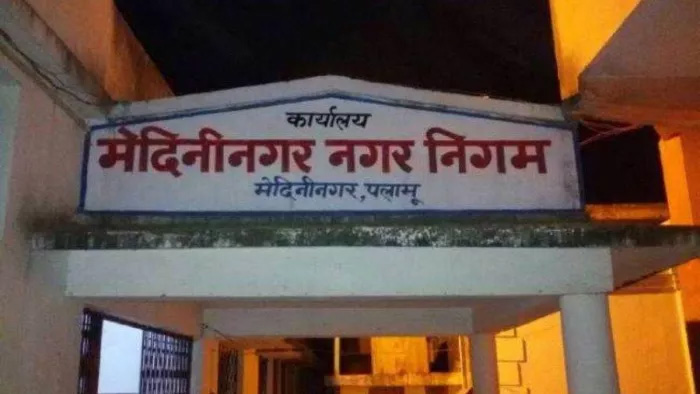 कार्यालय
मेदिनीनगर नगर निगम
मेदिनीनगर, पलामू